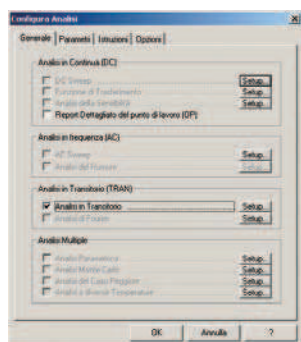 Configura Analisi
Generale Parametri Istruzioni Opzioni
Analisi in Continua (DC)
DC Sweep Setup...
Funzione di Trasferimento Setup...
Analisi della Sensibilità Setup...
Report Dettagliato del punto di lavoro (OP)
Analisi in frequenza (AC)
AC Sweep Setup...
Analisi del Rumore Setup...
Analisi in Transitorio (TRAN)
Analisi in Transitorio Setup...
Analisi di Fourier Setup...
Analisi Multiple
Analisi Parametrica Setup...
Analisi Monte Carlo Setup...
Analisi del Caso Peggiore Setup...
Analisi a diverse Temperature Setup...
OK Annulla ?